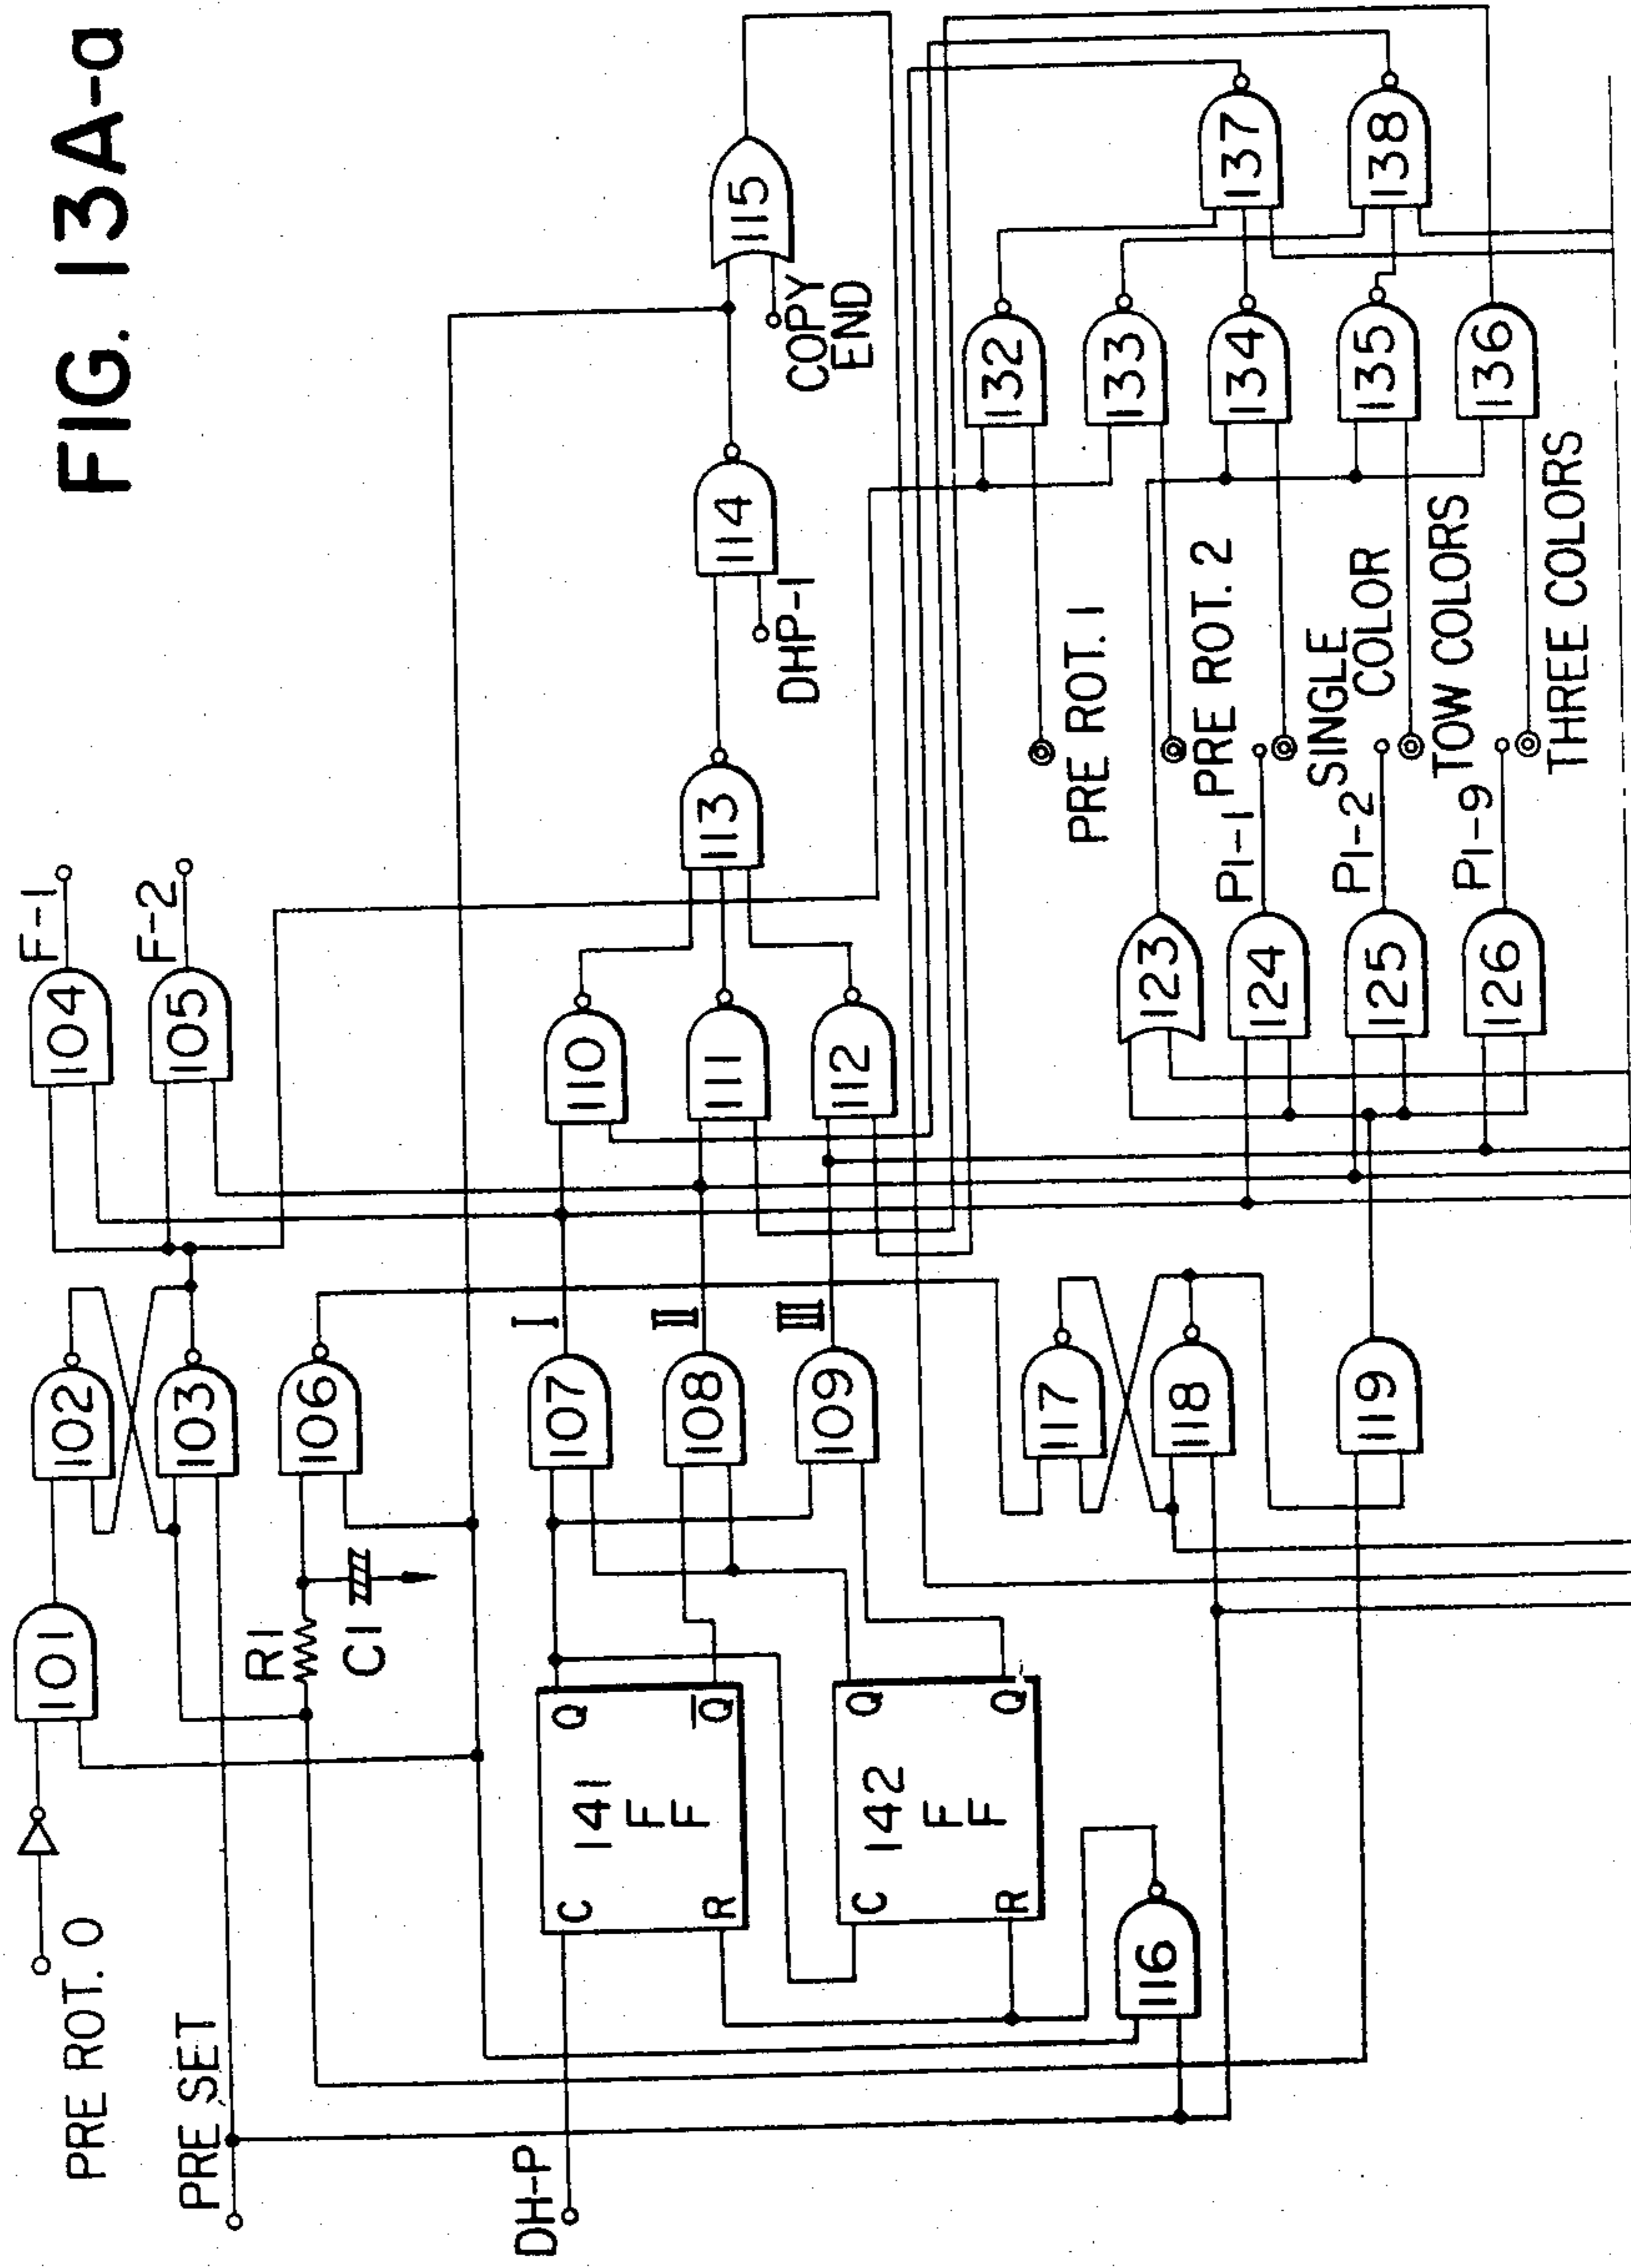 FIG. 13A-a
F-1
104
F-2
105
102
103
101
R1
C1
106
PRE ROT. 0
PRE SET
DH-P
C
141
FF
R
Q
Q̅
C
142
FF
R
Q
Q
116
I
107
II
108
III
109
110
111
112
113
114
DHP-1
115
COPY
END
117
118
119
123
124
P1-1
125
P1-2
126
P1-9
PRE ROT. 1
PRE ROT. 2
SINGLE
COLOR
TOW COLORS
THREE COLORS
132
133
134
135
136
137
138